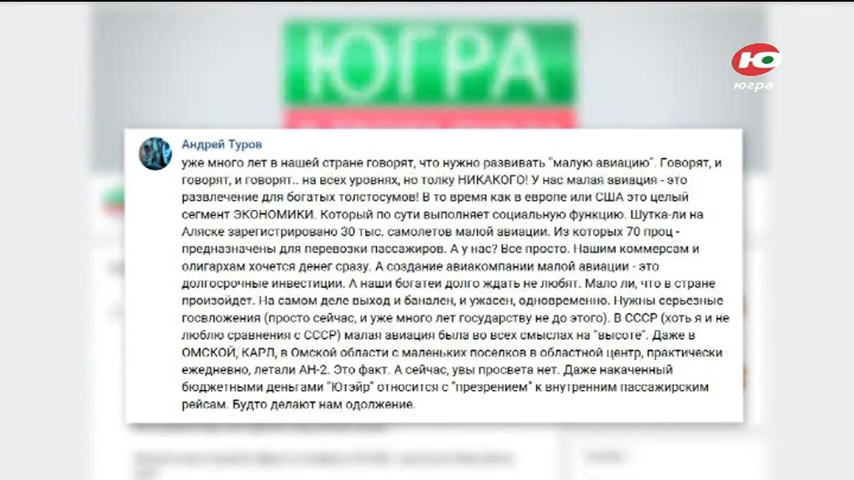 ЮГРА
Ю
югра
Андрей Туров
уже много лет в нашей стране говорят, что нужно развивать "малую авиацию". Говорят, и
говорят, и говорят.. на всех уровнях, но толку НИКАКОГО! У нас малая авиация - это
развлечение для богатых толстосумов! В то время как в европе или США это целый
сегмент ЭКОНОМИКИ. Который по сути выполняет социальную функцию. Шутка-ли на
Аляске зарегистрировано 30 тыс. самолетов малой авиации. Из которых 70 проц -
предназначены для перевозки пассажиров. А у нас? Все просто. Нашим коммерсам и
олигархам хочется денег сразу. А создание авиакомпании малой авиации - это
долгосрочные инвестиции. А наши богатеи долго ждать не любят. Мало ли, что в стране
произойдет. На самом деле выход и банален, и ужасен, одновременно. Нужны серьезные
госвложения (просто сейчас, и уже много лет государству не до этого). В СССР (хоть я и не
люблю сравнения с СССР) малая авиация была во всех смыслах на "высоте". Даже в
ОМСКОЙ, КАРЛ, в Омской области с маленьких поселков в областной центр, практически
ежедневно, летали АН-2. Это факт. А сейчас, увы просвета нет. Даже накаченный
бюджетными деньгами "Ютэйр" относится с "презрением" к внутренним пассажирским
рейсам. Будто делают нам одолжение.